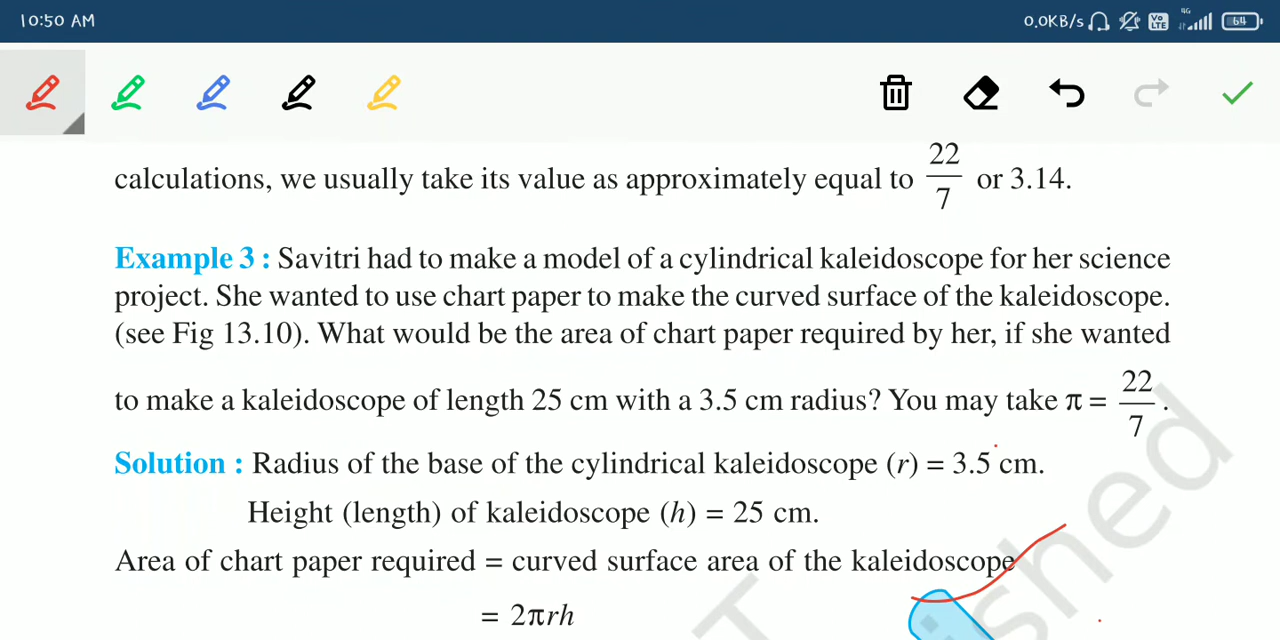 10:50 AM
0.0KB/s
Vo LTE
4G
64
calculations, we usually take its value as approximately equal to 22/7 or 3.14.
Example 3 : Savitri had to make a model of a cylindrical kaleidoscope for her science
project. She wanted to use chart paper to make the curved surface of the kaleidoscope.
(see Fig 13.10). What would be the area of chart paper required by her, if she wanted
to make a kaleidoscope of length 25 cm with a 3.5 cm radius? You may take π = 22/7.
Solution : Radius of the base of the cylindrical kaleidoscope (r) = 3.5 cm.
Height (length) of kaleidoscope (h) = 25 cm.
Area of chart paper required = curved surface area of the kaleidoscope
= 2πrh